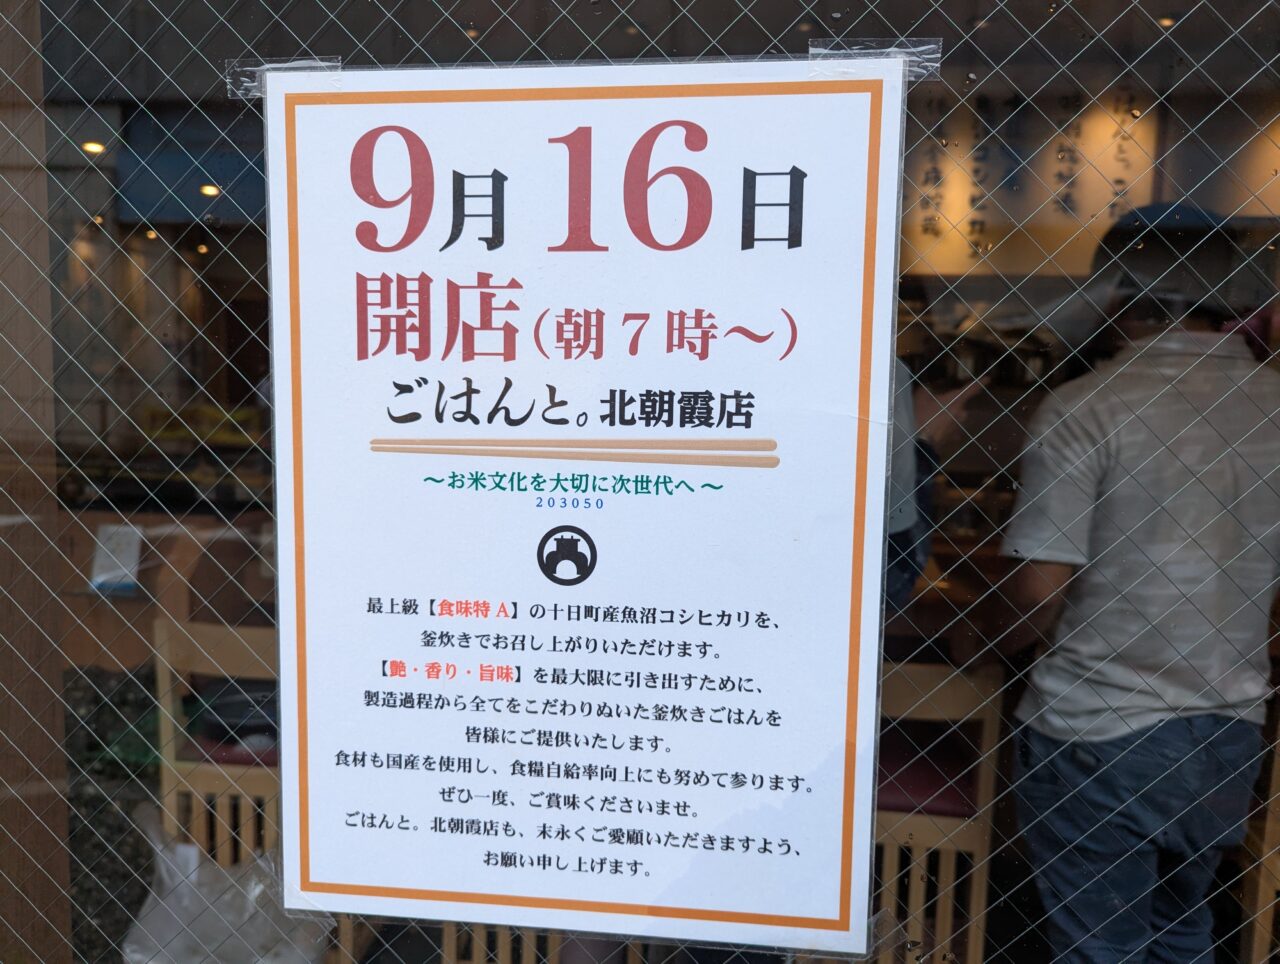 9月16日
開店(朝7時～)
ごはんと。北朝霞店
～お米文化を大切に次世代へ～
203050
最上級【食味特A】の十日町産魚沼コシヒカリを、
釜炊きでお召し上がりいただけます。
【艶・香り・旨味】を最大限に引き出すために、
製造過程から全てをこだわりぬいた釜炊きごはんを
皆様にご提供いたします。
食材も国産を使用し、食糧自給率向上にも努めて参ります。
ぜひ一度、ご賞味くださいませ。
ごはんと。北朝霞店も、末永くご愛顧いただきますよう、
お願い申し上げます。